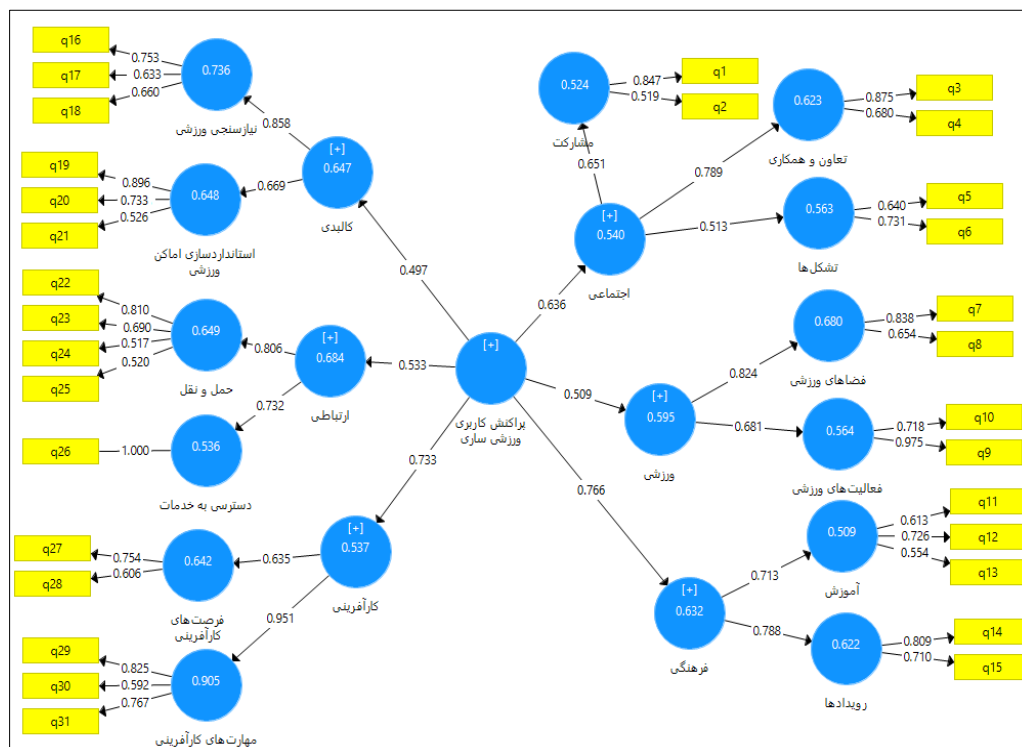 q16
q17
q18
0.753
0.633
0.660
0.736
نیازسنجی ورزشی
0.858
q19
q20
q21
0.896
0.733
0.526
0.648
استانداردسازی اماکن
ورزشی
0.669
[+]
0.647
کالبدی
0.497
q22
q23
q24
q25
0.810
0.690
0.517
0.520
0.649
حمل و نقل
0.806
[+]
0.684
ارتباطی
0.533
q26
1.000
0.536
دسترسی به خدمات
0.732
q27
q28
0.754
0.606
0.642
فرصت‌های
کارآفرینی
0.635
[+]
0.537
کارآفرینی
0.733
q29
q30
q31
0.825
0.592
0.767
0.905
مهارت‌های کارآفرینی
0.951
[+]
پراکنش کاربری
ورزشی ساری
0.524
مشارکت
0.847
0.519
q1
q2
0.651
0.623
تعاون و همکاری
0.875
0.680
q3
q4
0.789
[+]
0.540
اجتماعی
0.636
0.513
0.563
تشکل‌ها
0.640
0.731
q5
q6
0.680
فضاهای ورزشی
0.838
0.654
q7
q8
0.824
[+]
0.595
ورزشی
0.509
0.681
0.564
فعالیت‌های ورزشی
0.718
0.975
q10
q9
0.766
0.509
آموزش
0.613
0.726
0.554
q11
q12
q13
0.713
[+]
0.632
فرهنگی
0.788
0.622
رویدادها
0.809
0.710
q14
q15